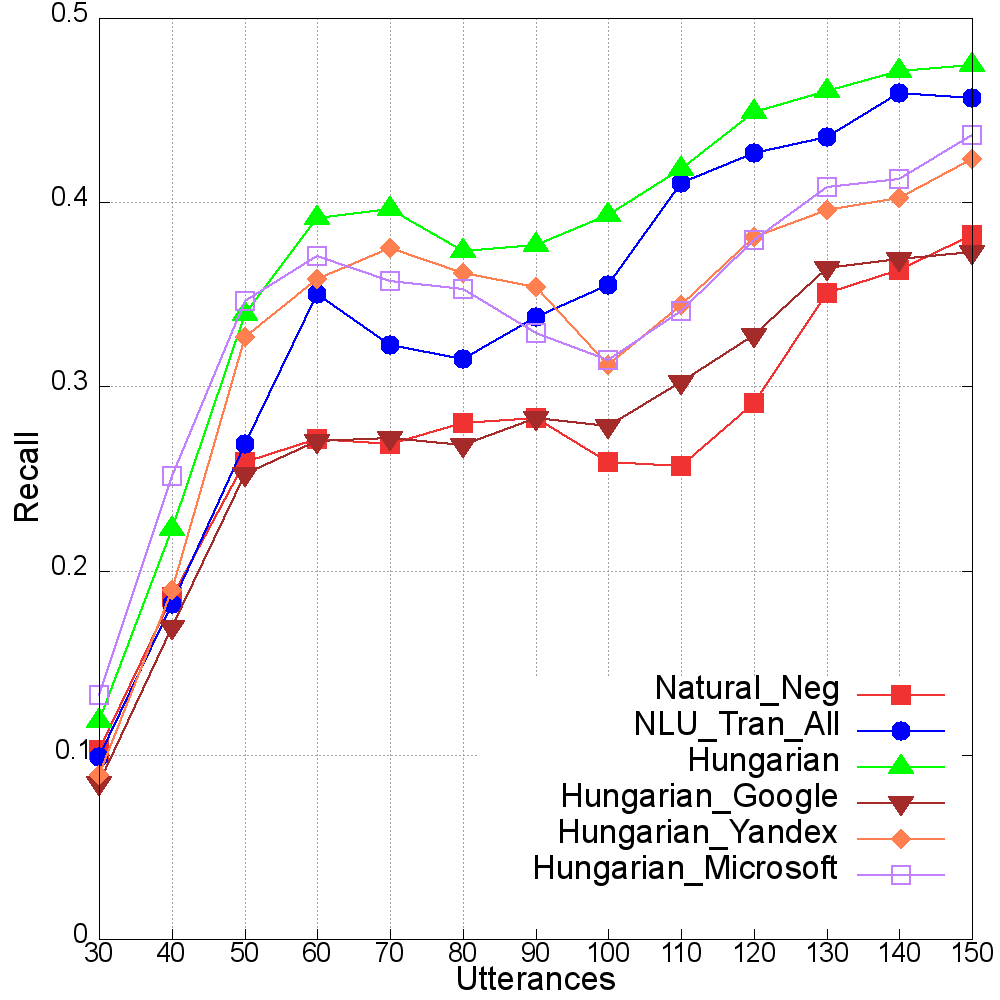 0.5
0.4
0.3
0.2
0.1
0
Recall
30 40 50 60 70 80 90 100 110 120 130 140 150
Utterances
Natural_Neg
NLU_Tran_All
Hungarian
Hungarian_Google
Hungarian_Yandex
Hungarian_Microsoft